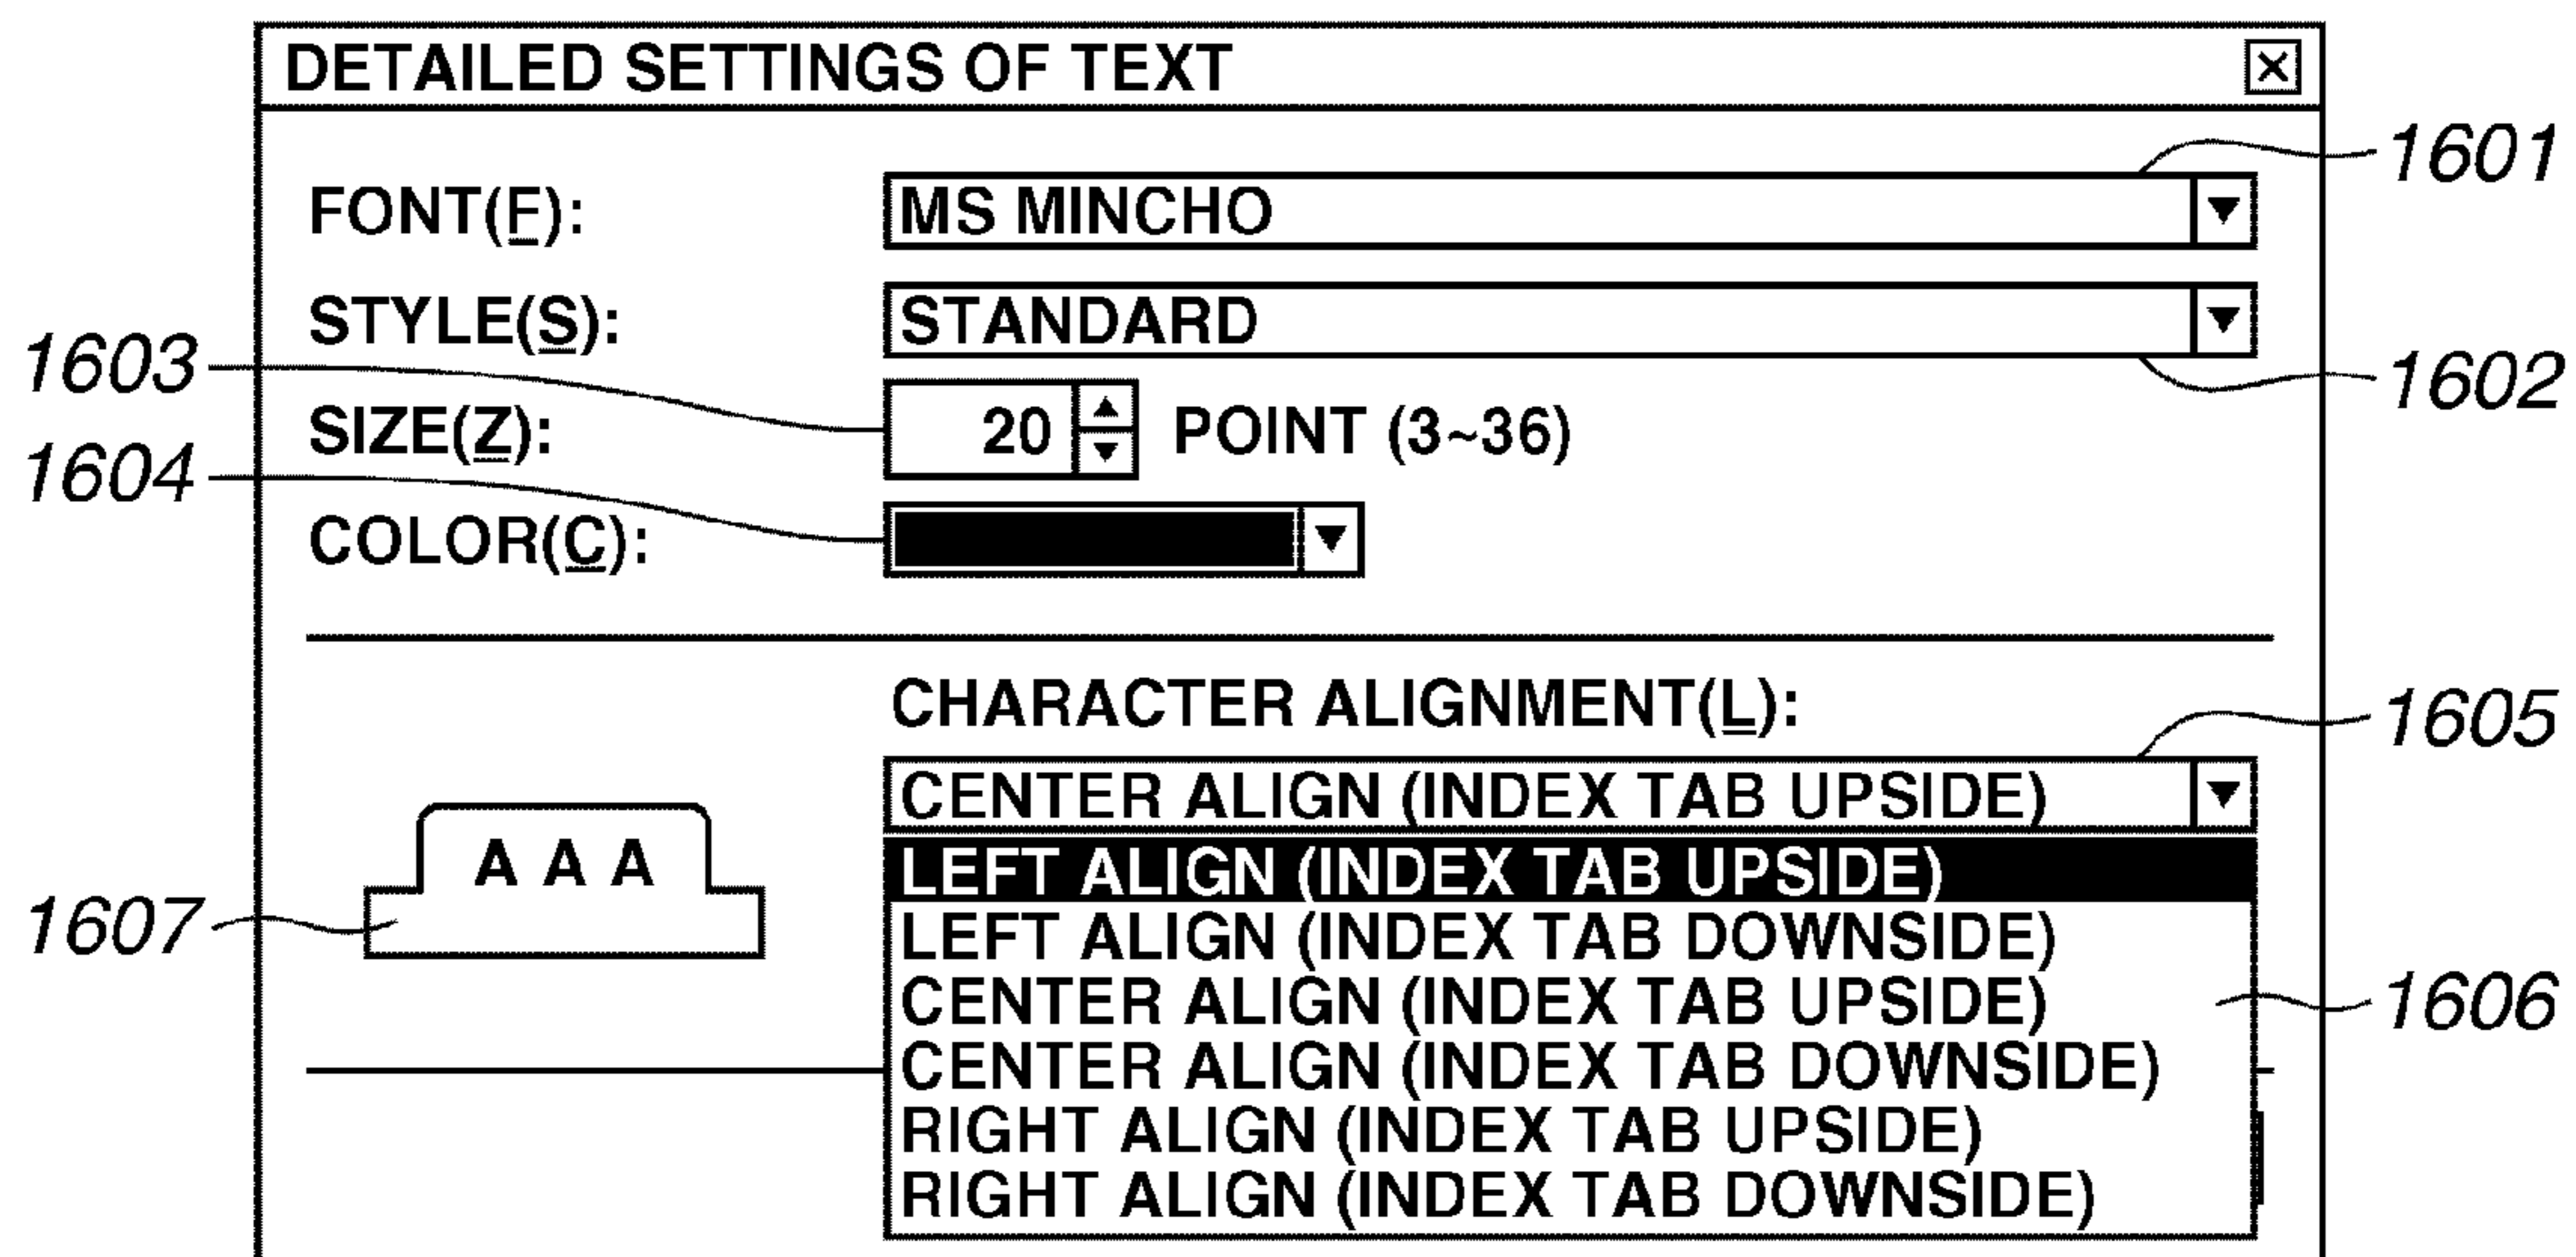 DETAILED SETTINGS OF TEXT
1601
FONT(F): MS MINCHO
STYLE(S): STANDARD
1603
1602
SIZE(Z): 20 POINT (3~36)
1604
COLOR(C):
CHARACTER ALIGNMENT(L):
1605
CENTER ALIGN (INDEX TAB UPSIDE)
A A A
LEFT ALIGN (INDEX TAB UPSIDE)
1607
LEFT ALIGN (INDEX TAB DOWNSIDE)
CENTER ALIGN (INDEX TAB UPSIDE)
1606
CENTER ALIGN (INDEX TAB DOWNSIDE)
RIGHT ALIGN (INDEX TAB UPSIDE)
RIGHT ALIGN (INDEX TAB DOWNSIDE)